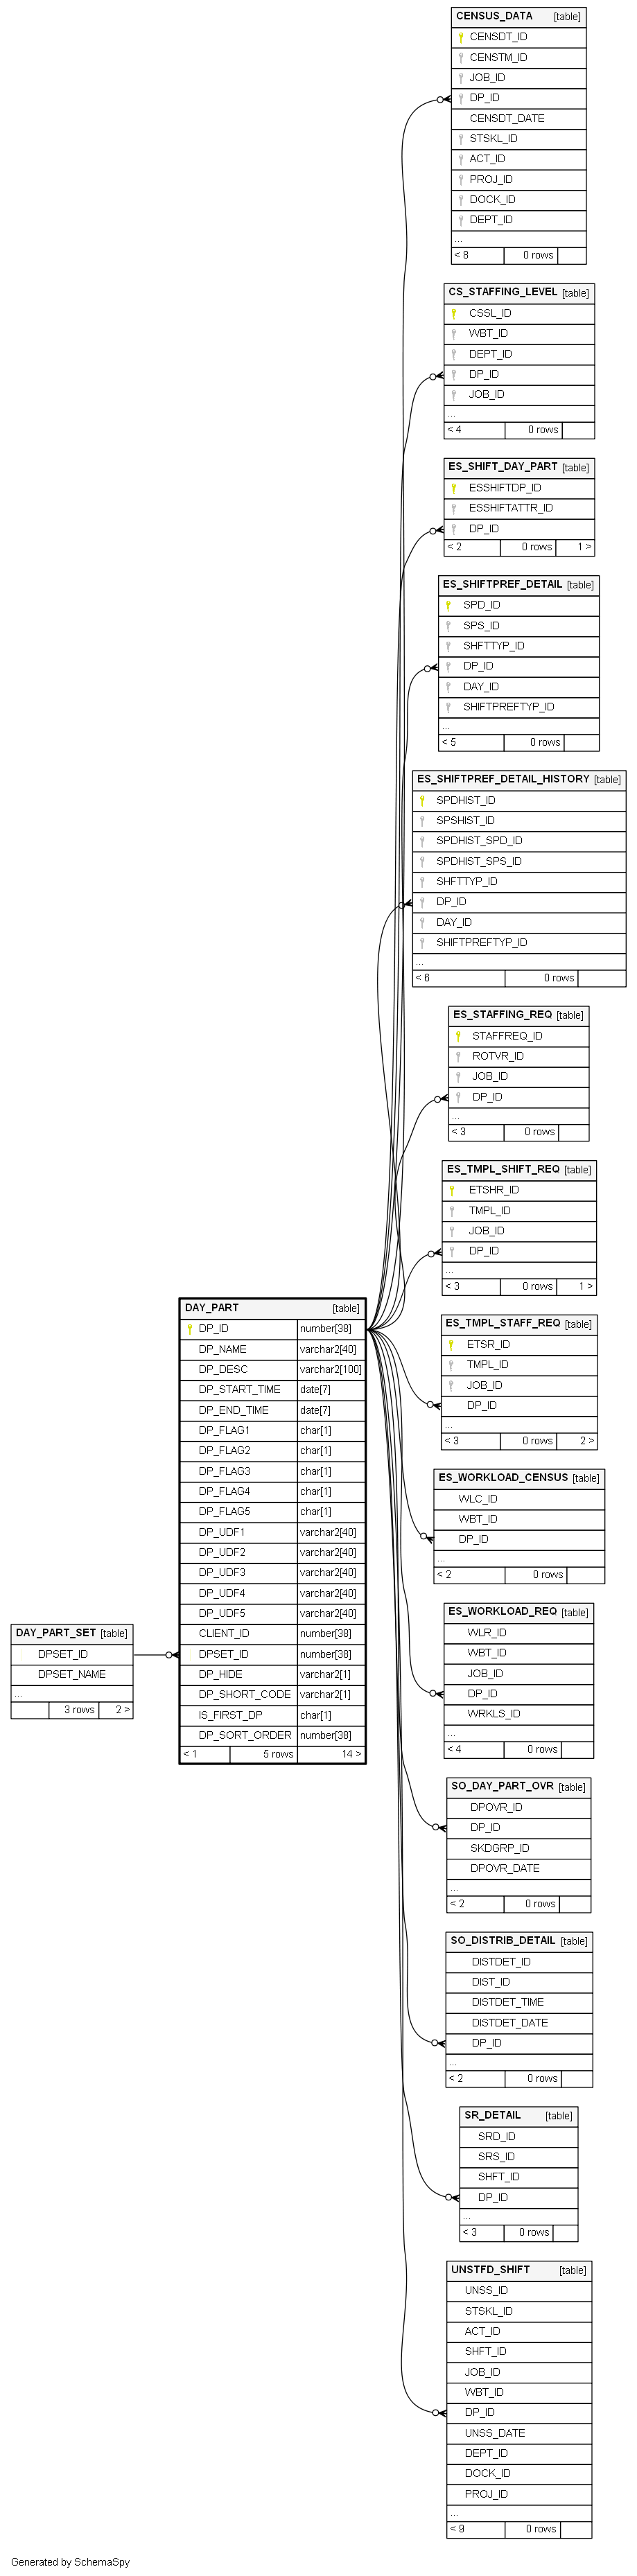 CENSUS_DATA [table]
CENSDT_ID
CENSTM_ID
JOB_ID
DP_ID
CENSDT_DATE
STSKL_ID
ACT_ID
PROJ_ID
DOCK_ID
DEPT_ID
...
< 8 0 rows
CS_STAFFING_LEVEL [table]
CSSL_ID
WBT_ID
DEPT_ID
DP_ID
JOB_ID
...
< 4 0 rows
ES_SHIFT_DAY_PART [table]
ESSHIFTDP_ID
ESSHIFTATTR_ID
DP_ID
< 2 0 rows 1 >
ES_SHIFTPREF_DETAIL [table]
SPD_ID
SPS_ID
SHFTTYP_ID
DP_ID
DAY_ID
SHIFTPREFTYP_ID
...
< 5 0 rows
ES_SHIFTPREF_DETAIL_HISTORY [table]
SPDHIST_ID
SPSHIST_ID
SPDHIST_SPD_ID
SPDHIST_SPS_ID
SHFTTYP_ID
DP_ID
DAY_ID
SHIFTPREFTYP_ID
...
< 6 0 rows
ES_STAFFING_REQ [table]
STAFFREQ_ID
ROTVR_ID
JOB_ID
DP_ID
...
< 3 0 rows
ES_TMPL_SHIFT_REQ [table]
ETSHR_ID
TMPL_ID
JOB_ID
DP_ID
...
< 3 0 rows 1 >
DAY_PART [table]
DP_ID number[38]
DP_NAME varchar2[40]
DP_DESC varchar2[100]
DP_START_TIME date[7]
DP_END_TIME date[7]
DP_FLAG1 char[1]
DP_FLAG2 char[1]
DP_FLAG3 char[1]
DP_FLAG4 char[1]
DP_FLAG5 char[1]
DP_UDF1 varchar2[40]
DP_UDF2 varchar2[40]
DP_UDF3 varchar2[40]
DP_UDF4 varchar2[40]
DP_UDF5 varchar2[40]
CLIENT_ID number[38]
DPSET_ID number[38]
DP_HIDE varchar2[1]
DP_SHORT_CODE varchar2[1]
IS_FIRST_DP char[1]
DP_SORT_ORDER number[38]
< 1 5 rows 14 >
ES_TMPL_STAFF_REQ [table]
ETSR_ID
TMPL_ID
JOB_ID
DP_ID
...
< 3 0 rows 2 >
ES_WORKLOAD_CENSUS [table]
WLC_ID
WBT_ID
DP_ID
...
< 2 0 rows
ES_WORKLOAD_REQ [table]
WLR_ID
WBT_ID
JOB_ID
DP_ID
WRKLS_ID
...
< 4 0 rows
DAY_PART_SET [table]
DPSET_ID
DPSET_NAME
...
3 rows 2 >
SO_DAY_PART_OVR [table]
DPOVR_ID
DP_ID
SKDGRP_ID
DPOVR_DATE
...
< 2 0 rows
SO_DISTRIB_DETAIL [table]
DISTDET_ID
DIST_ID
DISTDET_TIME
DISTDET_DATE
DP_ID
...
< 2 0 rows
SR_DETAIL [table]
SRD_ID
SRS_ID
SHFT_ID
DP_ID
...
< 3 0 rows
UNSTFD_SHIFT [table]
UNSS_ID
STSKL_ID
ACT_ID
SHFT_ID
JOB_ID
WBT_ID
DP_ID
UNSS_DATE
DEPT_ID
DOCK_ID
PROJ_ID
...
< 9 0 rows
Generated by SchemaSpy